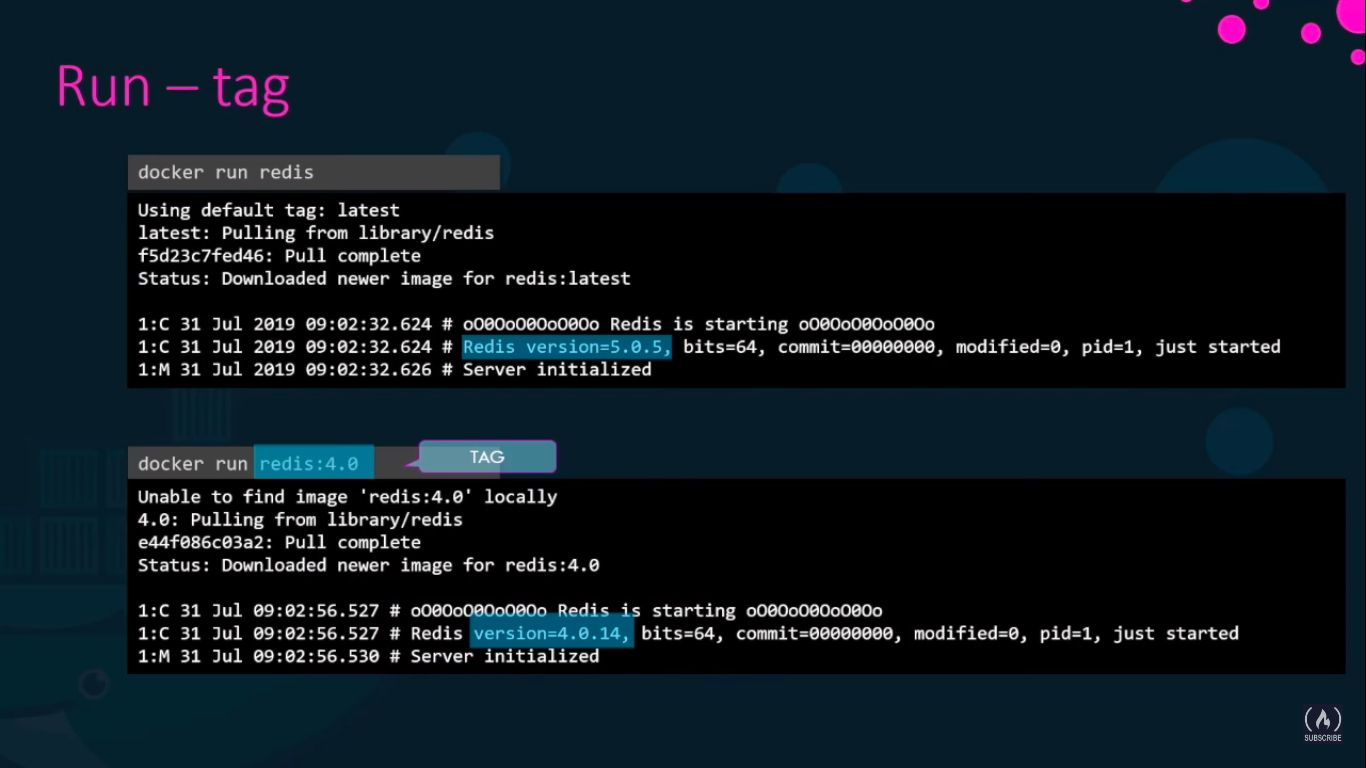 Run – tag
docker run redis
Using default tag: latest
latest: Pulling from library/redis
f5d23c7fed46: Pull complete
Status: Downloaded newer image for redis:latest
1:C 31 Jul 2019 09:02:32.624 # oO0OoO0OoO0Oo Redis is starting oO0OoO0OoO0Oo
1:C 31 Jul 2019 09:02:32.624 # Redis version=5.0.5, bits=64, commit=00000000, modified=0, pid=1, just started
1:M 31 Jul 2019 09:02:32.626 # Server initialized
docker run redis:4.0
TAG
Unable to find image 'redis:4.0' locally
4.0: Pulling from library/redis
e44f086c03a2: Pull complete
Status: Downloaded newer image for redis:4.0
1:C 31 Jul 09:02:56.527 # oO0OoO0OoO0Oo Redis is starting oO0OoO0OoO0Oo
1:C 31 Jul 09:02:56.527 # Redis version=4.0.14, bits=64, commit=00000000, modified=0, pid=1, just started
1:M 31 Jul 09:02:56.530 # Server initialized
SUBSCRIBE